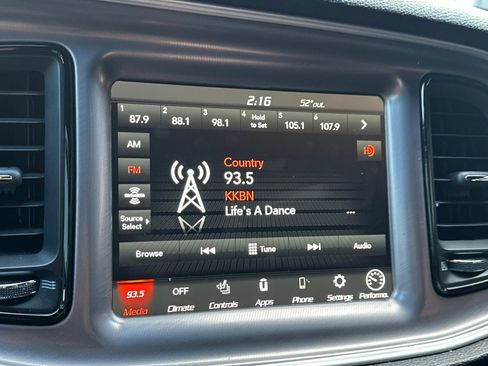 2:16 52°out.
1 2 3 4 5 6
87.9 88.1 98.1 Hold to Set 105.1 107.9
AM
FM
SiriusXM
Source Select
Country
93.5
KKBN
Life's A Dance
...
Browse Tune Audio
93.5 OFF
Media Climate Controls Apps Phone Settings Performa.